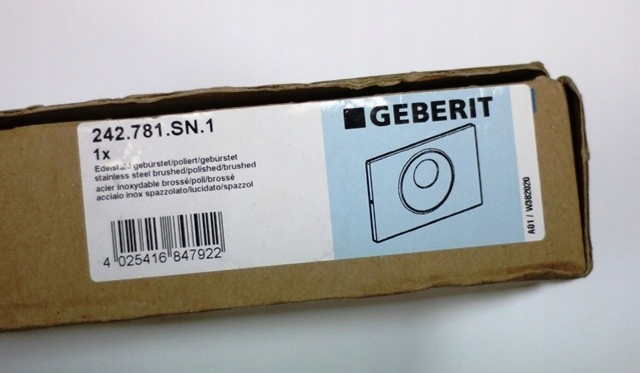 242.781.SN.1
1x
Edelstahl gebürstet/poliert/gebürstet
stainless steel brushed/polished/brushed
acier inoxydable brossé/poli/brossé
acciaio inox spazzolato/lucidato/spazzol
4 025416 847922
GEBERIT
A01 / W382020